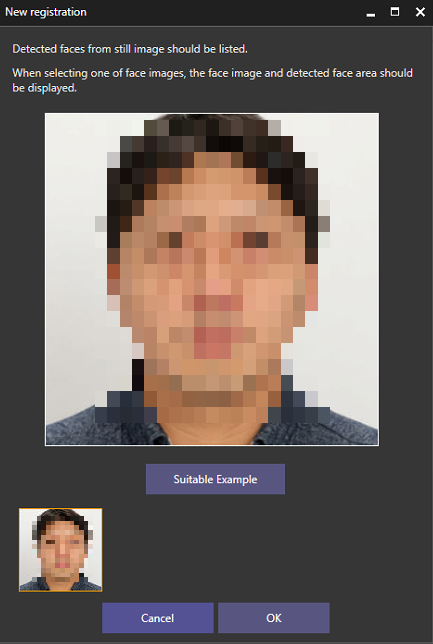 New registration
Detected faces from still image should be listed.
When selecting one of face images, the face image and detected face area should
be displayed.
Suitable Example
Cancel
OK